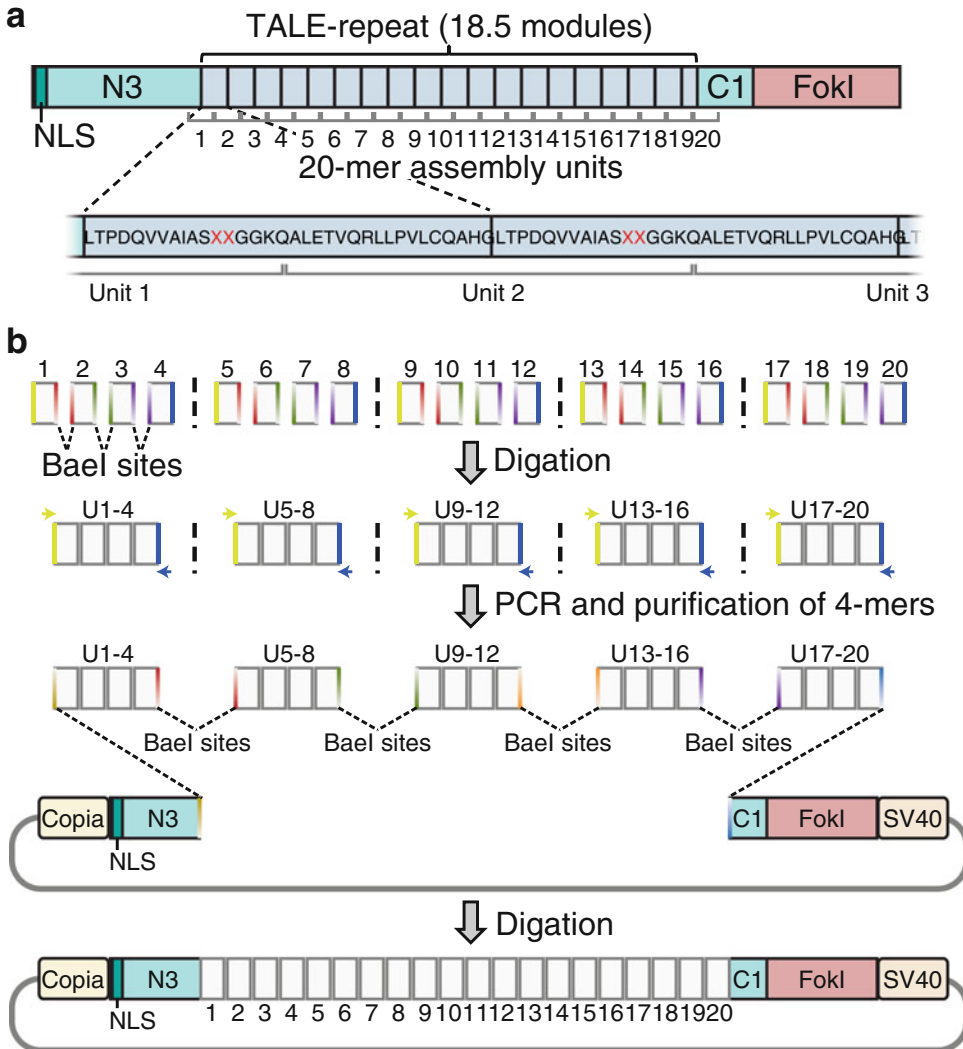 a
TALE-repeat (18.5 modules)
N3 C1 FokI
NLS
1 2 3 4 5 6 7 8 9 10 11 12 13 14 15 16 17 18 19 20
20-mer assembly units
LTPDQVVAIASXXGGKQALETVQRLLPVLCQAHGLTPDQVVAIASXXGGKQALETVQRLLPVLCQAHGLT
Unit 1 Unit 2 Unit 3
b
1 2 3 4 5 6 7 8 9 10 11 12 13 14 15 16 17 18 19 20
BaeI sites
Digation
U1-4 U5-8 U9-12 U13-16 U17-20
PCR and purification of 4-mers
U1-4 U5-8 U9-12 U13-16 U17-20
BaeI sites BaeI sites BaeI sites BaeI sites
Copia N3 C1 FokI SV40
NLS
Digation
Copia N3 C1 FokI SV40
NLS 1 2 3 4 5 6 7 8 9 10 11 12 13 14 15 16 17 18 19 20